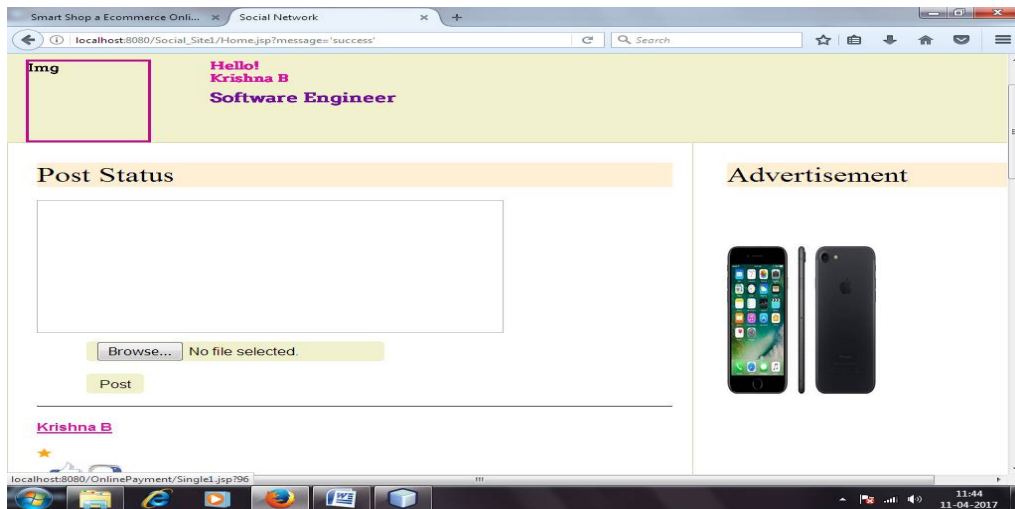 Smart Shop a Ecommerce Onli... Social Network
localhost:8080/Social_Site1/Home.jsp?message='success' Search
Img
Hello!
Krishna B
Software Engineer
Post Status
Advertisement
Browse... No file selected.
Post
Krishna B
localhost:8080/OnlinePayment/Single1.jsp?96
11:44
11-04-2017